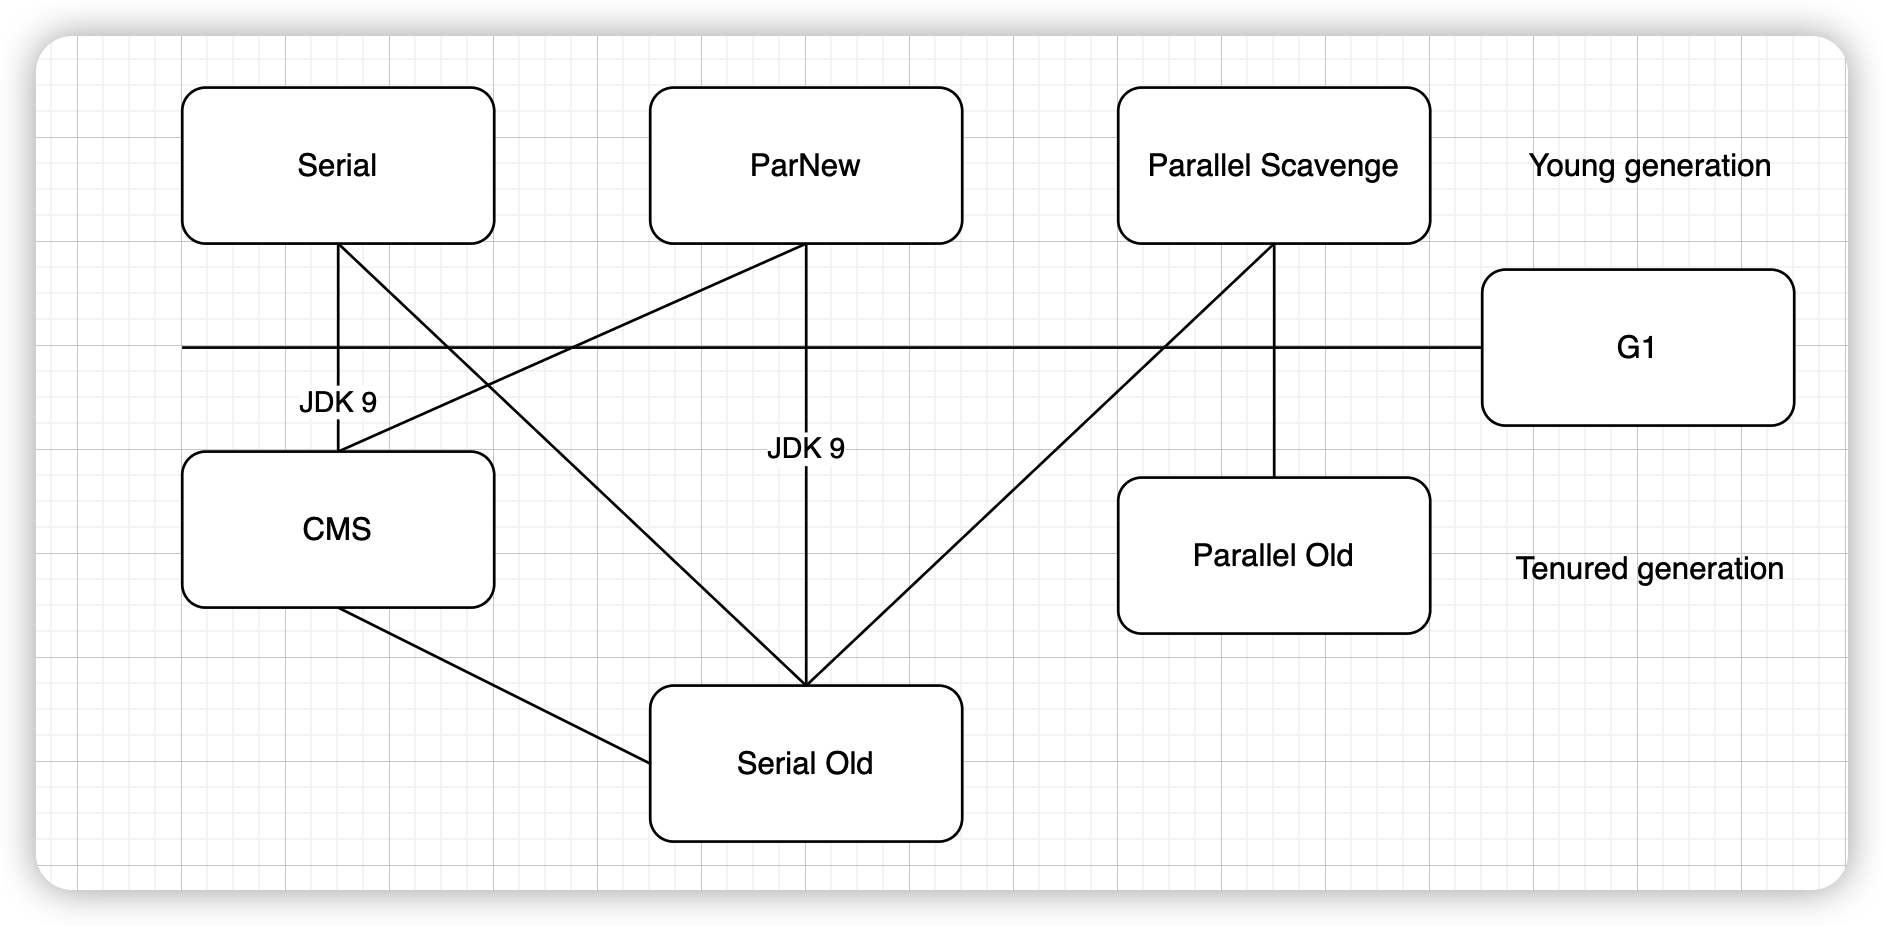 Serial
ParNew
Parallel Scavenge
Young generation
G1
JDK 9
JDK 9
CMS
Parallel Old
Tenured generation
Serial Old